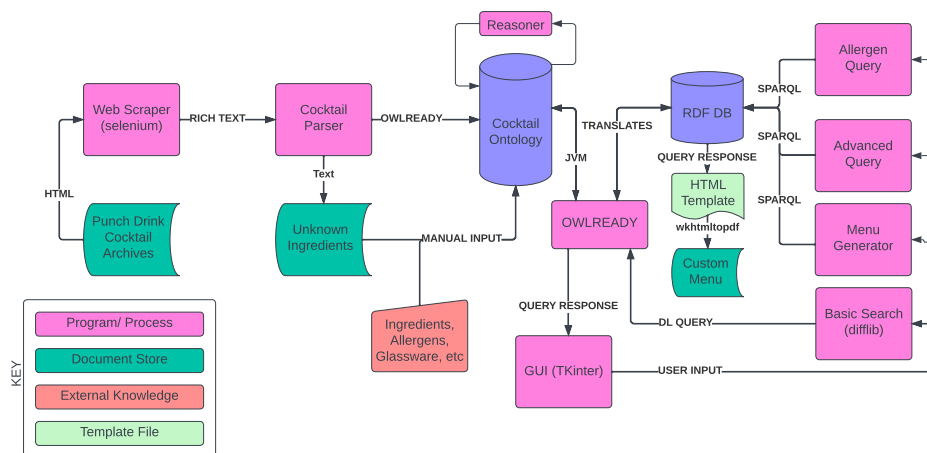 Reasoner
Allergen
Query
Web Scraper
(selenium)
RICH TEXT
Cocktail
Parser
OWLREADY
Cocktail
Ontology
JVM
TRANSLATES
RDF DB
SPARQL
SPARQL
SPARQL
Advanced
Query
QUERY RESPONSE
HTML
Template
wkhtmltopdf
Custom
Menu
Menu
Generator
HTML
Text
Punch Drink
Cocktail
Archives
Unknown
Ingredients
MANUAL INPUT
OWLREADY
Ingredients,
Allergens,
Glassware, etc
QUERY RESPONSE
DL QUERY
Basic Search
(difflib)
GUI (TKinter)
USER INPUT
KEY
Program/ Process
Document Store
External Knowledge
Template File